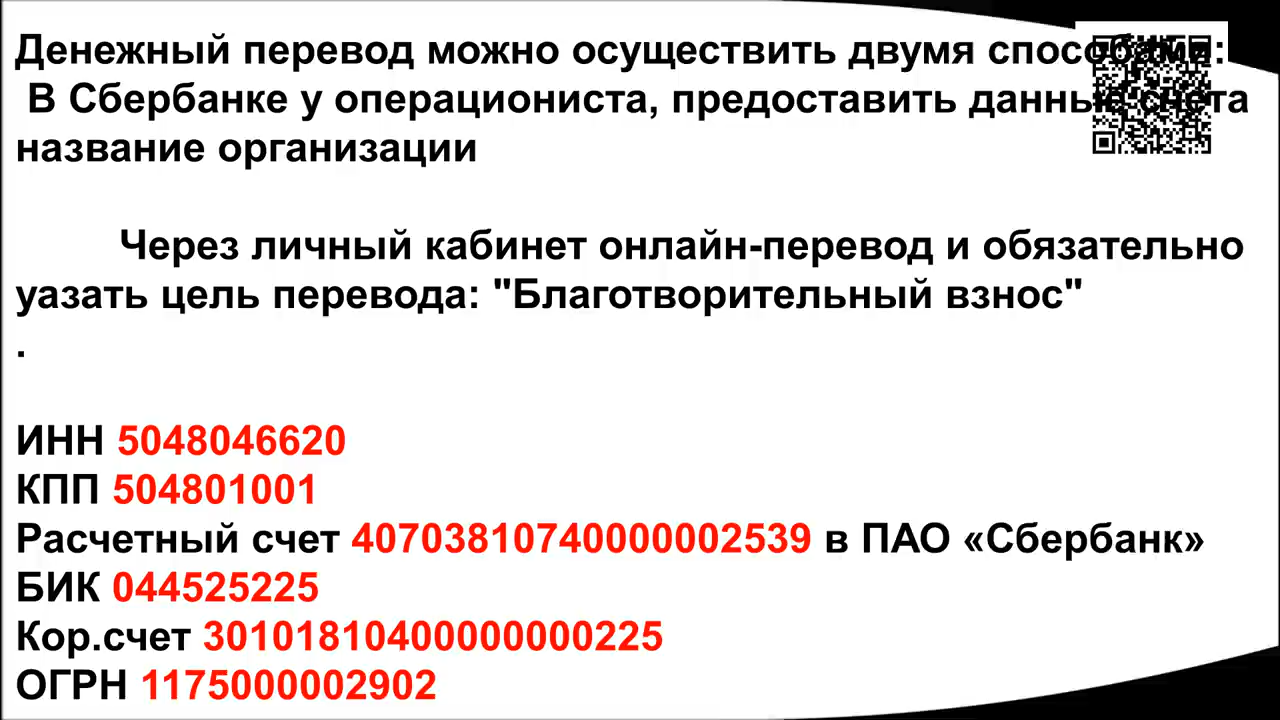 Денежный перевод можно осуществить двумя способами:
В Сбербанке у операциониста, предоставить данные счета
название организации
Через личный кабинет онлайн-перевод и обязательно
уазать цель перевода: "Благотворительный взнос"
.
ИНН 5048046620
КПП 504801001
Расчетный счет 40703810740000002539 в ПАО «Сбербанк»
БИК 044525225
Кор.счет 30101810400000000225
ОГРН 1175000002902